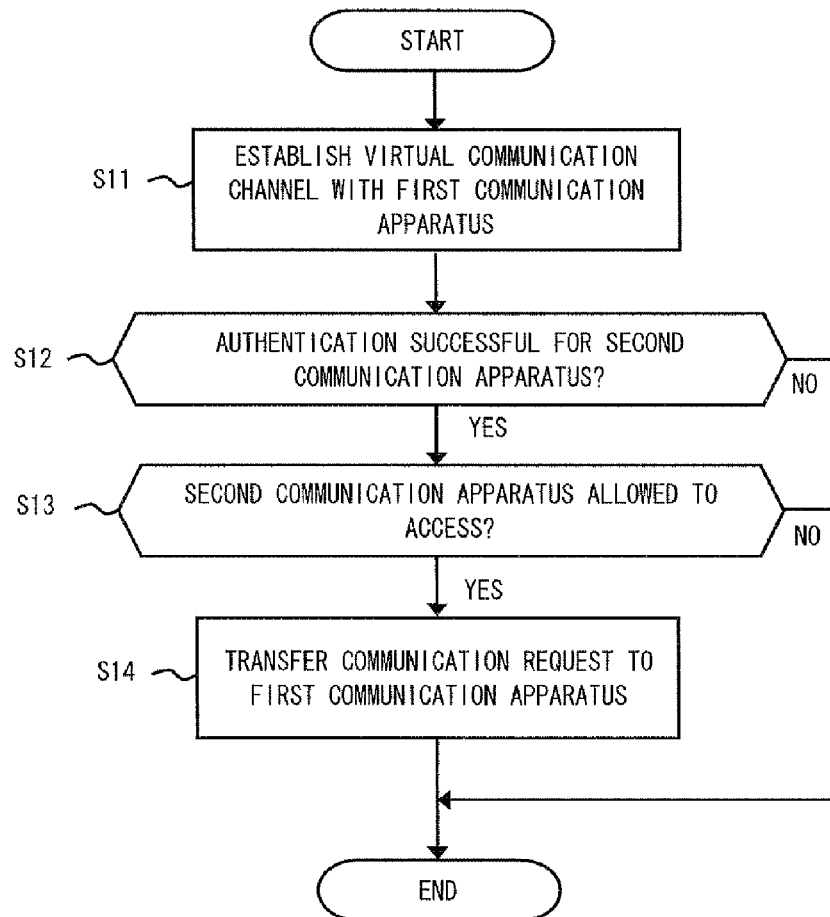 START
S11
ESTABLISH VIRTUAL COMMUNICATION
CHANNEL WITH FIRST COMMUNICATION
APPARATUS
S12
AUTHENTICATION SUCCESSFUL FOR SECOND
COMMUNICATION APPARATUS?
NO
YES
S13
SECOND COMMUNICATION APPARATUS ALLOWED TO
ACCESS?
NO
YES
S14
TRANSFER COMMUNICATION REQUEST TO
FIRST COMMUNICATION APPARATUS
END